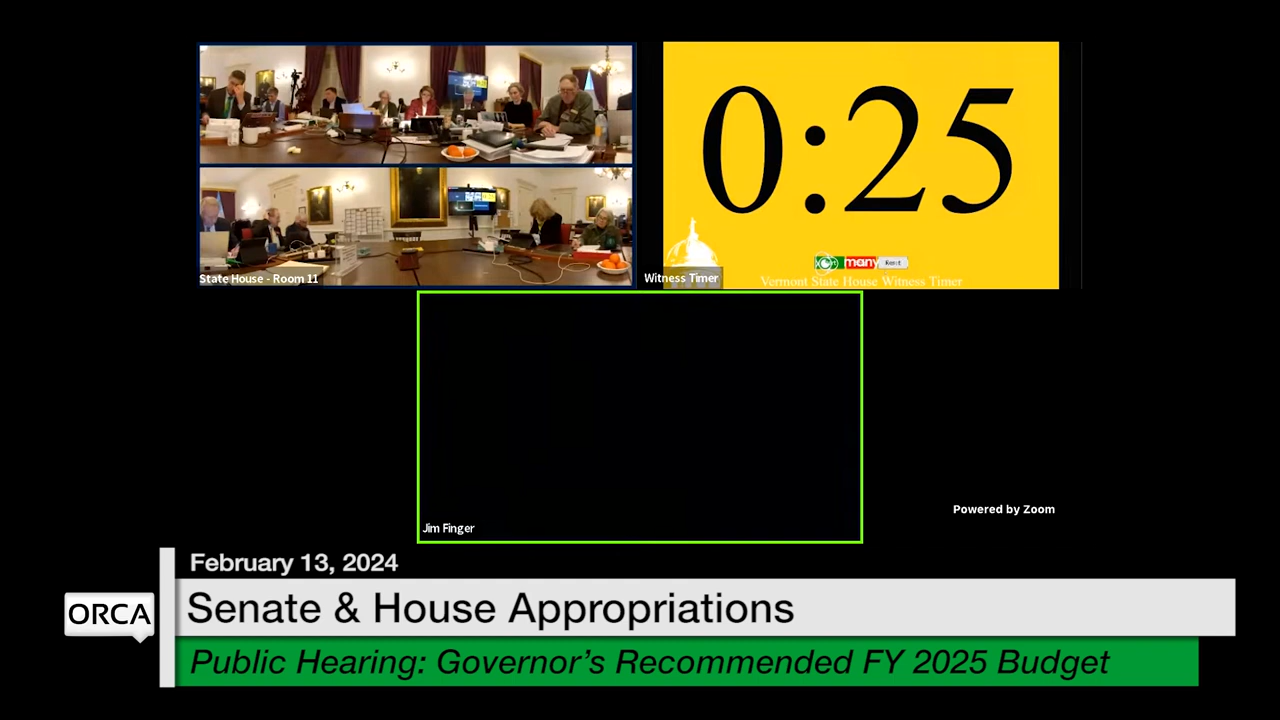 0:25
many
State House - Room 11
Witness Timer
Vermont State House Witness Timer
Jim Finger
Powered by Zoom
February 13, 2024
ORCA
Senate & House Appropriations
Public Hearing: Governor's Recommended FY 2025 Budget